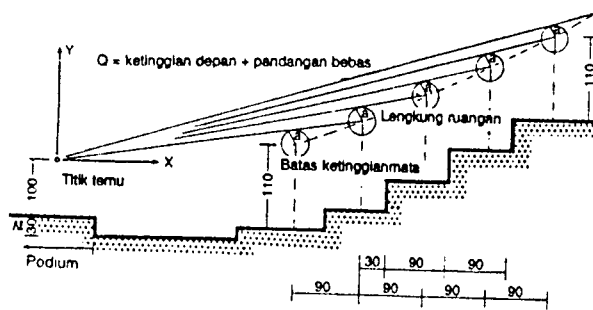 Y
Q = ketinggian depan + pandangan bebas
a
a
a
a
a
110
Lengkung ruangan
X
Batas ketinggianmata
Titik temu
100
110
30
Podium
30
90
90
90
90
90
90